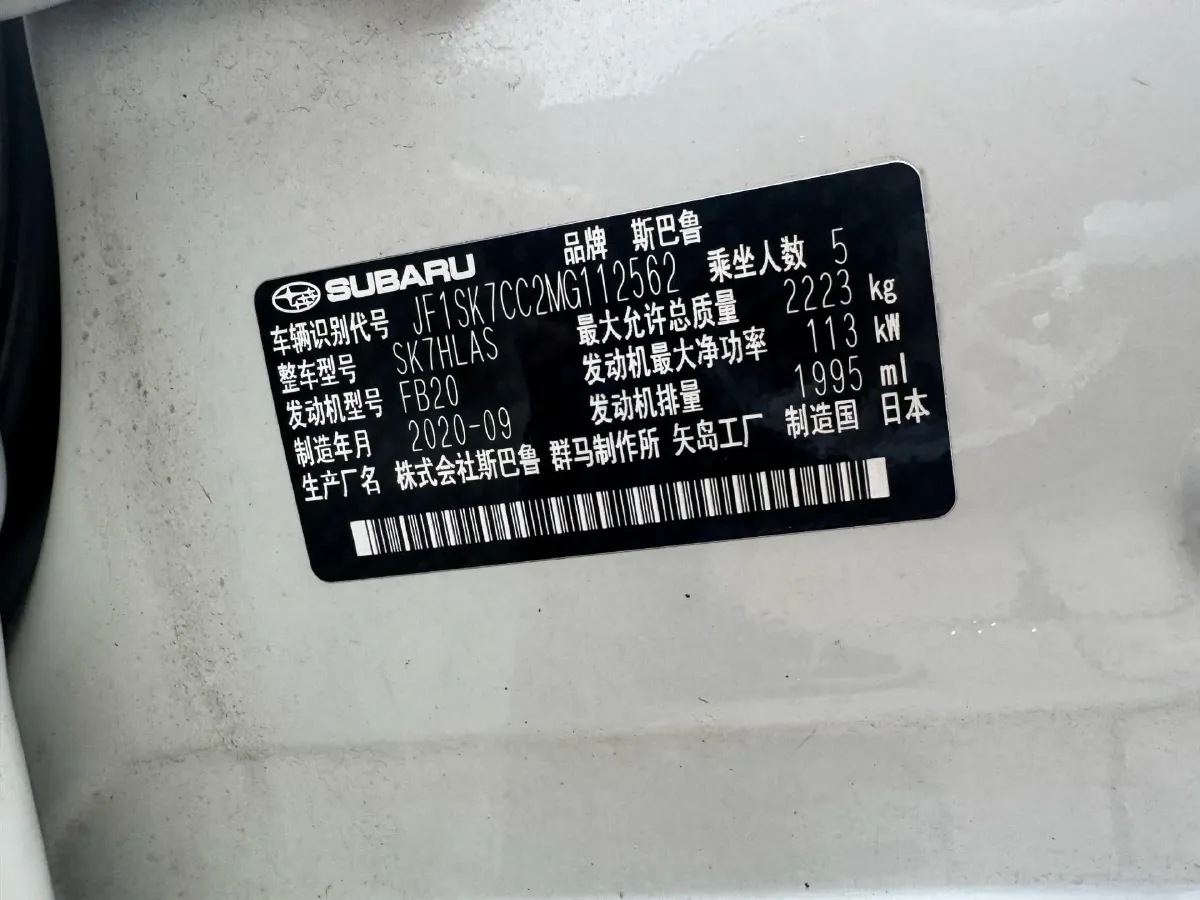 SUBARU 品牌 斯巴鲁
车辆识别代号 JF1SK7CC2MG112562 乘坐人数 5
整车型号 SK7HLAS 最大允许总质量 2223 kg
发动机型号 FB20 发动机最大净功率 113 kW
制造年月 2020-09 发动机排量 1995 ml
生产厂名 株式会社斯巴鲁 群马制作所 矢岛工厂 制造国 日本